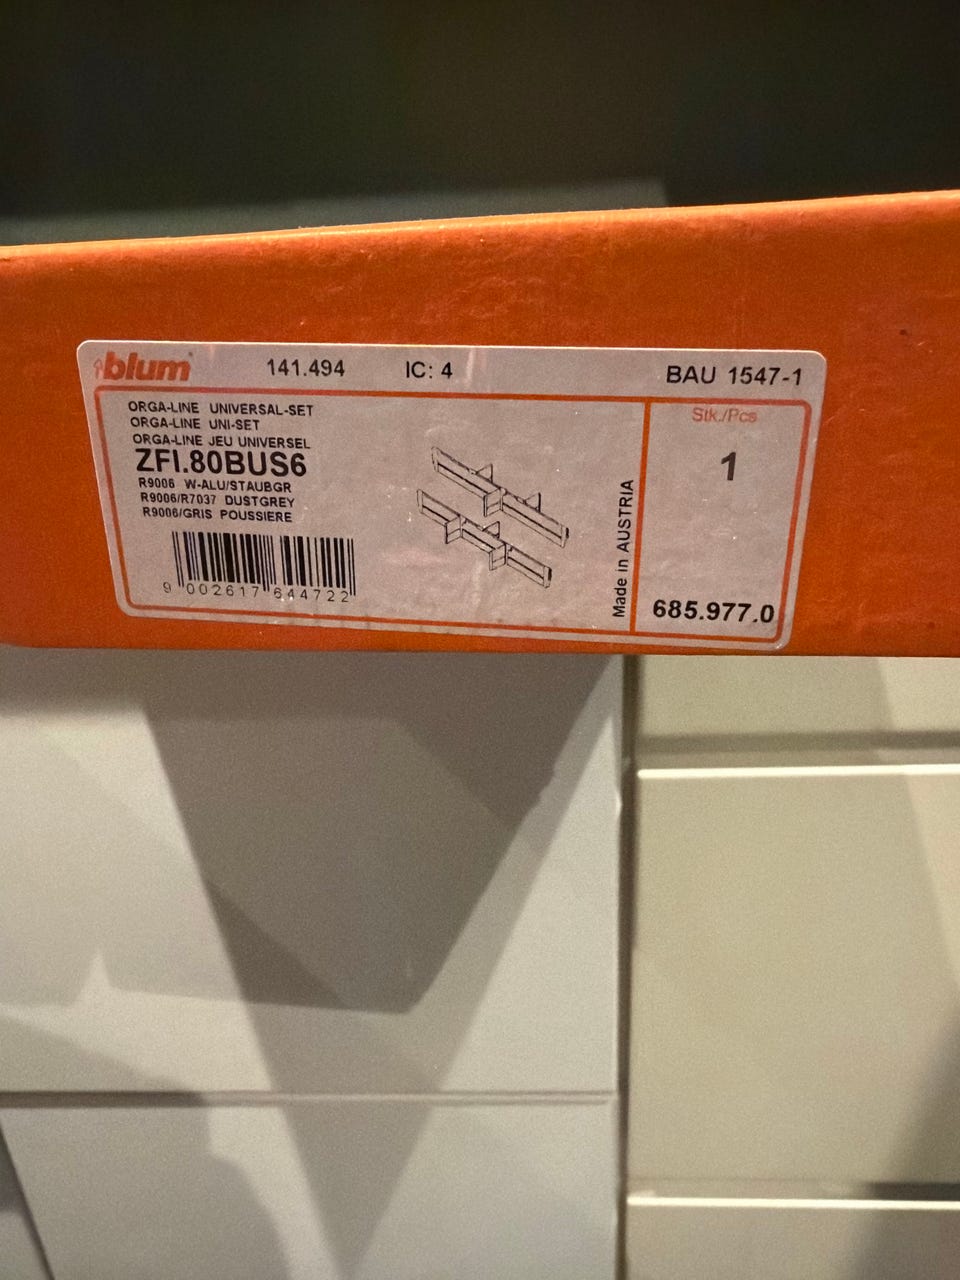 blum 141.494 IC: 4 BAU 1547-1
ORGA-LINE UNIVERSAL-SET
ORGA-LINE UNI-SET
ORGA-LINE JEU UNIVERSEL
ZFI.80BUS6
R9006 W-ALU/STAUBGR
R9006/R7037 DUSTGREY
R9006/GRIS POUSSIERE
9 002617 644722
Made in AUSTRIA
Stk./Pcs
1
685.977.0